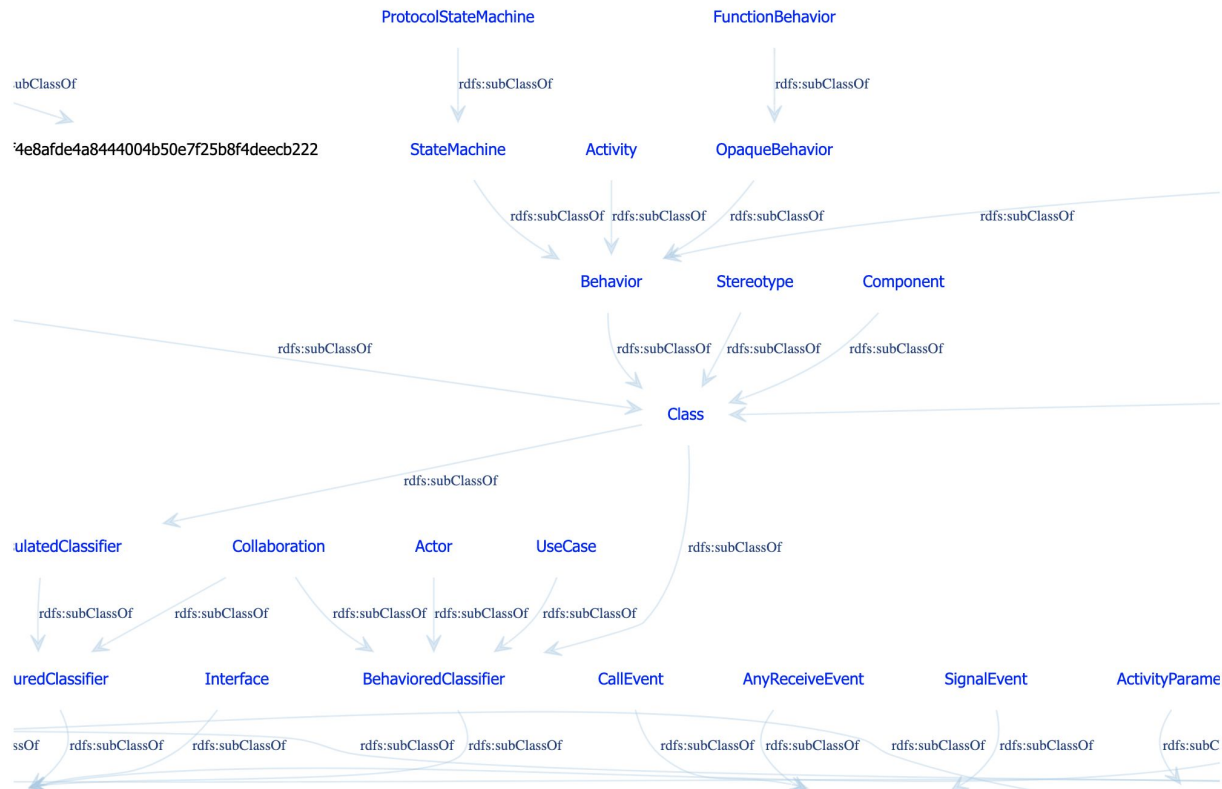 ProtocolStateMachine FunctionBehavior
ubClassOf rdfs:subClassOf rdfs:subClassOf
4e8afde4a8444004b50e7f25b8f4deecb222 StateMachine Activity OpaqueBehavior
rdfs:subClassOf rdfs:subClassOf rdfs:subClassOf rdfs:subClassOf
Behavior Stereotype Component
rdfs:subClassOf rdfs:subClassOf rdfs:subClassOf rdfs:subClassOf
Class
rdfs:subClassOf
ulatedClassifier Collaboration Actor UseCase rdfs:subClassOf
rdfs:subClassOf rdfs:subClassOf rdfs:subClassOf rdfs:subClassOf rdfs:subClassOf
uredClassifier Interface BehavioredClassifier CallEvent AnyReceiveEvent SignalEvent ActivityParame
ssOf rdfs:subClassOf rdfs:subClassOf rdfs:subClassOf rdfs:subClassOf rdfs:subClassOf rdfs:subClassOf rdfs:subClassOf rdfs:subClassOf rdfs:subC